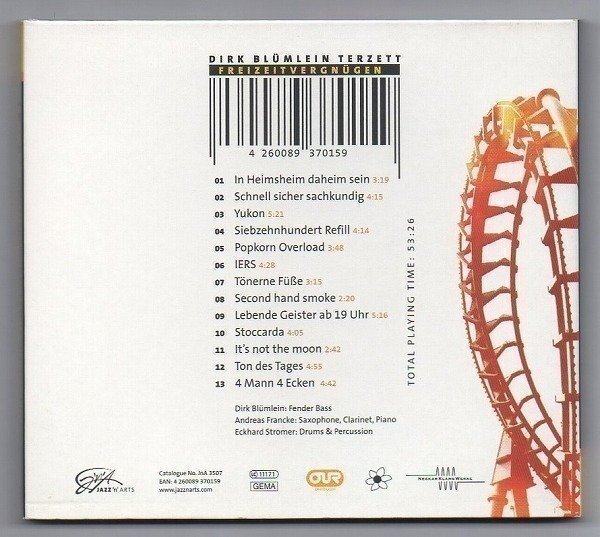 DIRK BLÜMLEIN TERZETT
FREIZEITVERGNÜGEN
4 260089 370159
01 In Heimsheim daheim sein 3:19
02 Schnell sicher sachkundig 4:15
03 Yukon 5:21
04 Siebzehnhundert Refill 4:14
05 Popkorn Overload 3:48
06 IERS 4:28
07 Tönerne Füße 3:15
08 Second hand smoke 2:20
09 Lebende Geister ab 19 Uhr 5:16
10 Stoccarda 4:05
11 It's not the moon 2:42
12 Ton des Tages 4:55
13 4 Mann 4 Ecken 4:42
TOTAL PLAYING TIME: 53:26
Dirk Blümlein: Fender Bass
Andreas Francke: Saxophone, Clarinet, Piano
Eckhard Stromer: Drums & Percussion
JAZZ'N'ARTS
Catalogue No. JnA 3507
EAN: 4 260089 370159
www.jazznarts.com
LC 11171
GEMA
NECKARKLANGWERKE